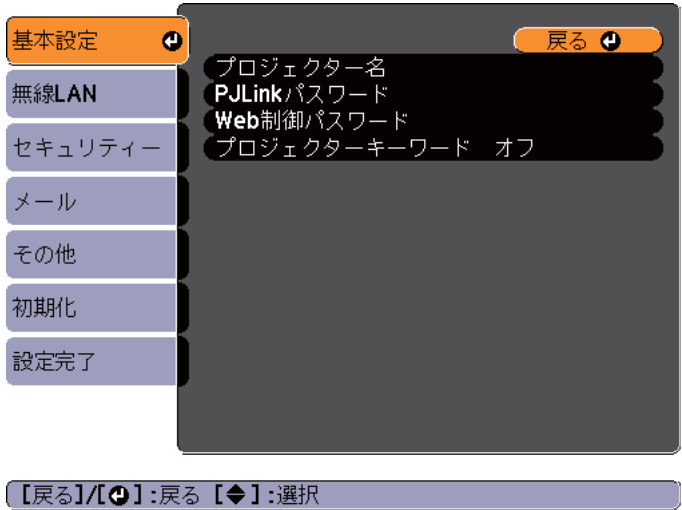 基本設定
無線LAN
セキュリティー
メール
その他
初期化
設定完了
戻る
プロジェクター名
PJLinkパスワード
Web制御パスワード
プロジェクターキーワード オフ
[戻る]/[⏎]:戻る [◆]:選択